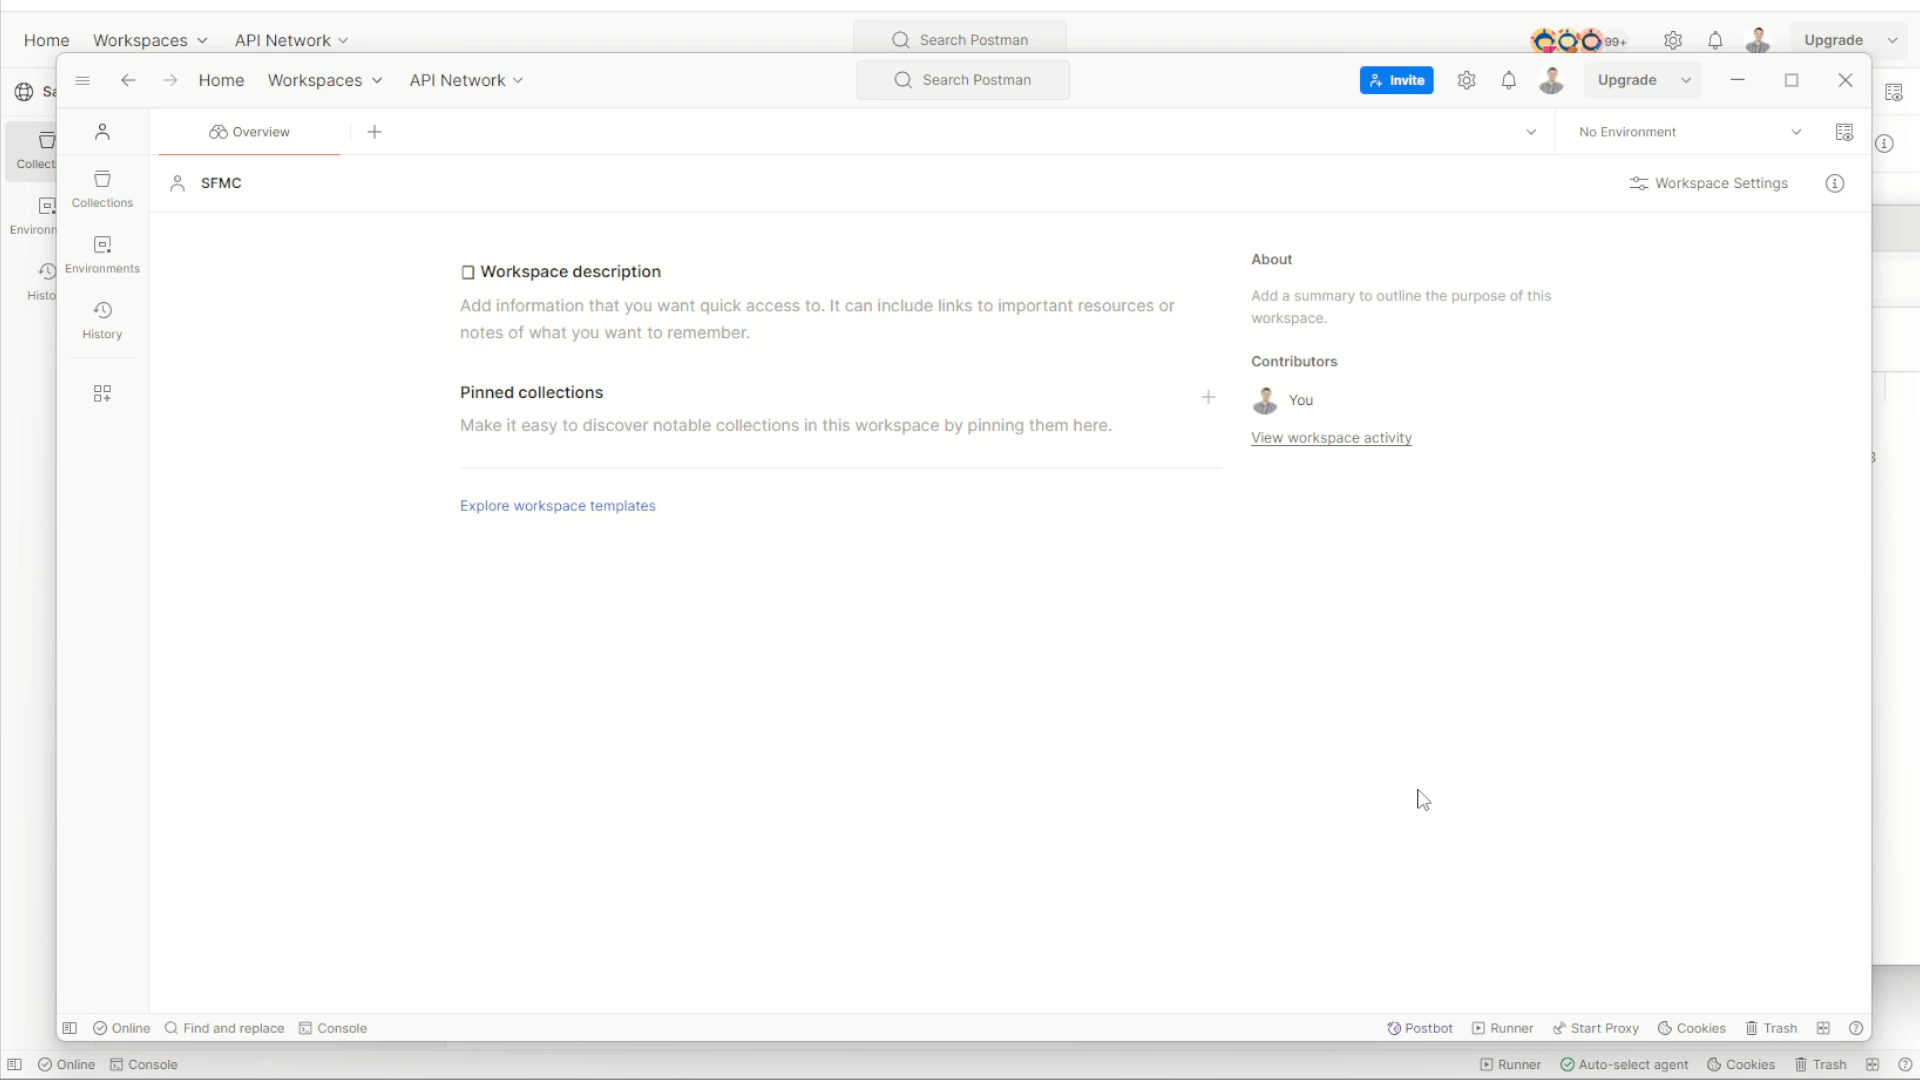 Home Workspaces API Network Search Postman 99+ Upgrade
Home Workspaces API Network Search Postman Invite Upgrade
Sa
Overview No Environment
SFMC Workspace Settings
Collect
Collections
Environ
Environments
Histo
History
Workspace description
Add information that you want quick access to. It can include links to important resources or
notes of what you want to remember.
Pinned collections
Make it easy to discover notable collections in this workspace by pinning them here.
Explore workspace templates
About
Add a summary to outline the purpose of this
workspace.
Contributors
You
View workspace activity
Online Find and replace Console Postbot Runner Start Proxy Cookies Trash
Online Console Runner Auto-select agent Cookies Trash